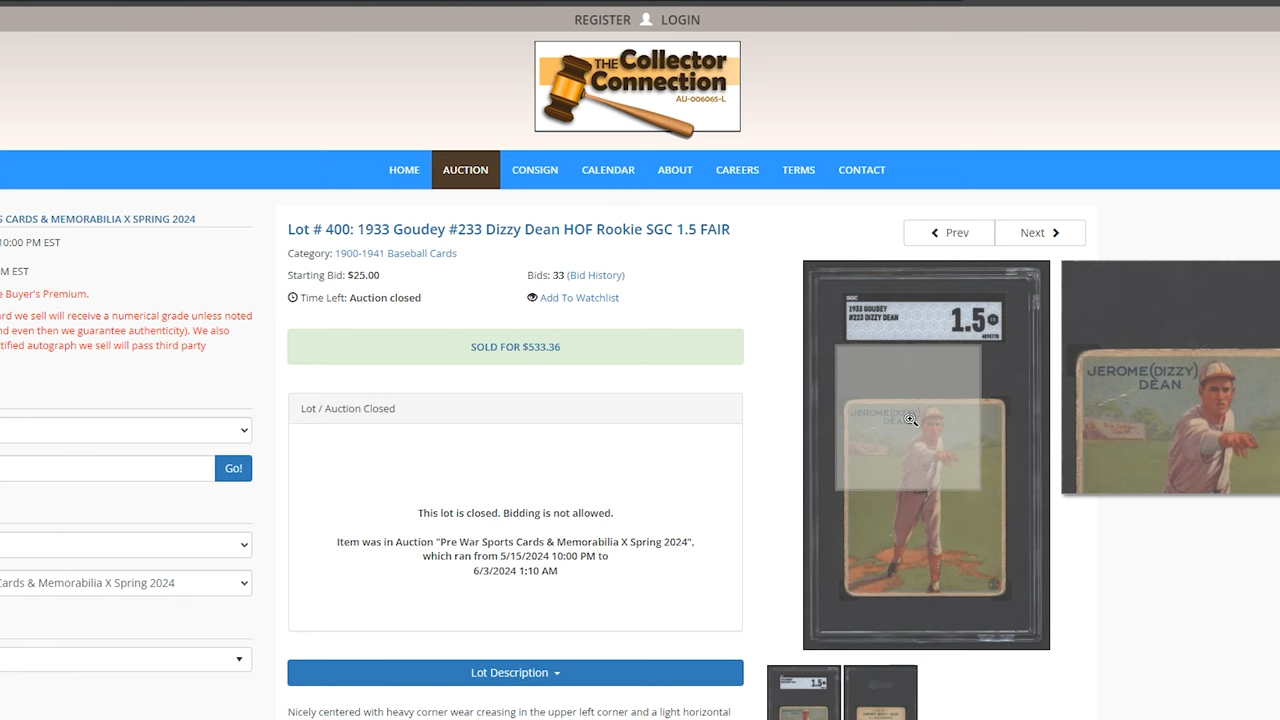 REGISTER LOGIN
THE Collector
Connection
AU-006065-L
HOME AUCTION CONSIGN CALENDAR ABOUT CAREERS TERMS CONTACT
S CARDS & MEMORABILIA X SPRING 2024
0:00 PM EST
M EST
e Buyer's Premium.
rd we sell will receive a numerical grade unless noted
nd even then we guarantee authenticity). We also
tified autograph we sell will pass third party
Go!
Cards & Memorabilia X Spring 2024
Lot # 400: 1933 Goudey #233 Dizzy Dean HOF Rookie SGC 1.5 FAIR
Category: 1900-1941 Baseball Cards
Starting Bid: $25.00 Bids: 33 (Bid History)
Time Left: Auction closed Add To Watchlist
SOLD FOR $533.36
Lot / Auction Closed
This lot is closed. Bidding is not allowed.
Item was in Auction "Pre War Sports Cards & Memorabilia X Spring 2024",
which ran from 5/15/2024 10:00 PM to
6/3/2024 1:10 AM
Lot Description
Nicely centered with heavy corner wear creasing in the upper left corner and a light horizontal
Prev Next
SGC
1933 GOUDEY
#223 DIZZY DEAN
1.5
JEROME (DIZZY)
DEAN
JEROME (DIZZY)
DEAN
1.5